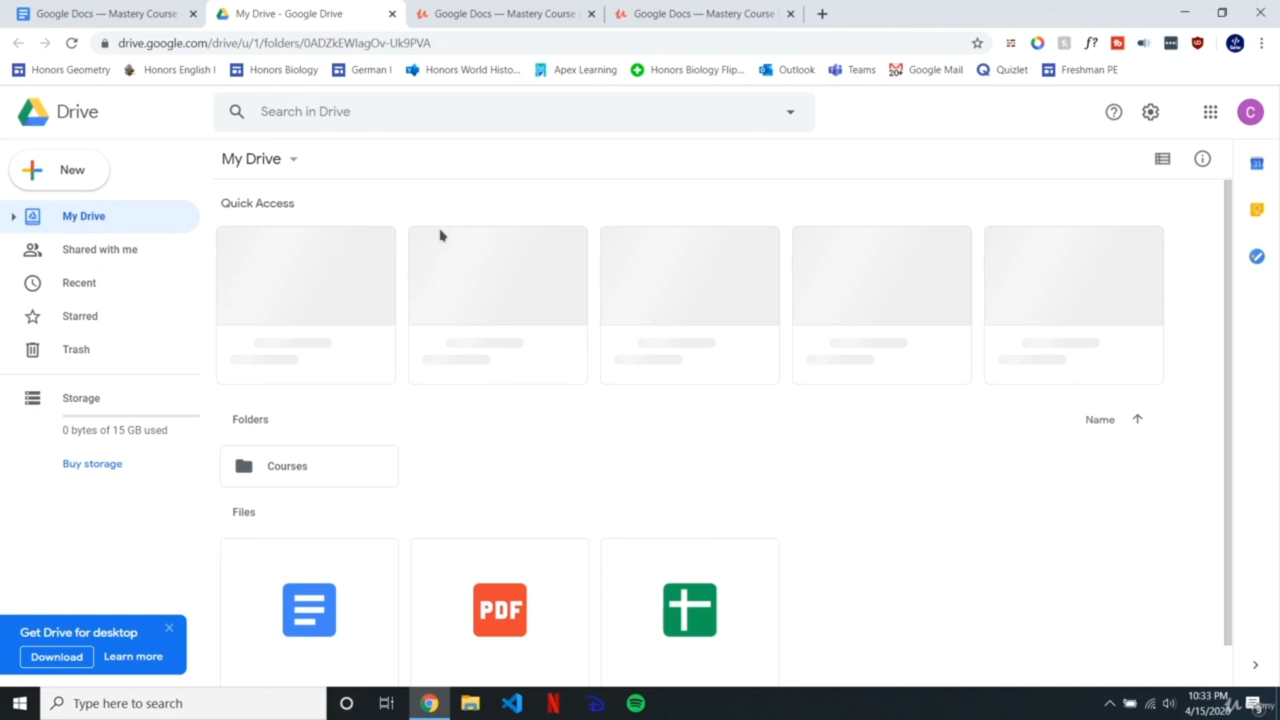 Google Docs — Mastery Course
My Drive - Google Drive
Google Docs — Mastery Course
Google Docs — Mastery Course
drive.google.com/drive/u/1/folders/0ADZkEWIagOv-Uk9PVA
Honors Geometry
Honors English I
Honors Biology
German I
Honors World Histo...
Apex Learning
Honors Biology Flip...
Outlook
Teams
Google Mail
Quizlet
Freshman PE
Drive
Search in Drive
C
New
My Drive
My Drive
Shared with me
Recent
Starred
Trash
Storage
0 bytes of 15 GB used
Buy storage
Quick Access
Folders
Name
Courses
Files
PDF
31
Get Drive for desktop
Download
Learn more
Type here to search
10:33 PM